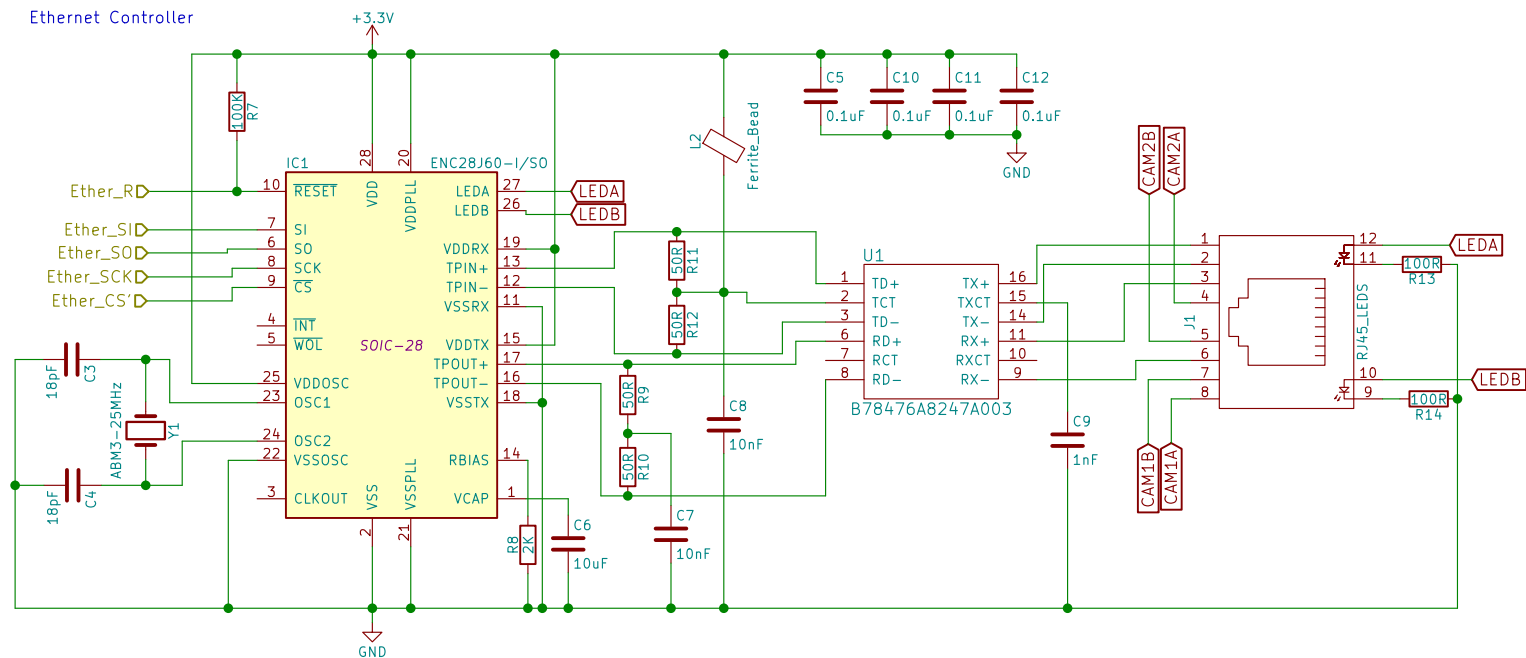 Ethernet Controller
+3.3V
100K
R7
Ether_R
Ether_SI
Ether_SO
Ether_SCK
Ether_CS'
IC1
ENC28J60-I/SO
28
VDD
20
VDDPLL
10 RESET
7 SI
6 SO
8 SCK
9 CS
4 INT
5 WOL
25 VDDOSC
23 OSC1
24 OSC2
22 VSSOSC
3 CLKOUT
SOIC-28
LEDA 27
LEDB 26
VDDRX 19
TPIN+ 13
TPIN- 12
VSSRX 11
VDDTX 15
TPOUT+ 17
TPOUT- 16
VSSTX 18
RBIAS 14
VCAP 1
VSS
2
VSSPLL
21
LEDA
LEDB
18pF
C3
ABM3-25MHz
Y1
18pF
C4
GND
R8
2K
C6
10uF
50R
R11
50R
R12
50R
R9
50R
R10
C7
10nF
L2
Ferrite_Bead
C8
10nF
C5
0.1uF
C10
0.1uF
C11
0.1uF
C12
0.1uF
GND
U1
1 TD+
2 TCT
3 TD-
6 RD+
7 RCT
8 RD-
TX+ 16
TXCT 15
TX- 14
RX+ 11
RXCT 10
RX- 9
B78476A8247A003
C9
1nF
CAM2B
CAM2A
CAM1B
CAM1A
J1
1
2
3
4
5
6
7
8
12
11
10
9
RJ45_LEDS
LEDA
100R
R13
LEDB
100R
R14